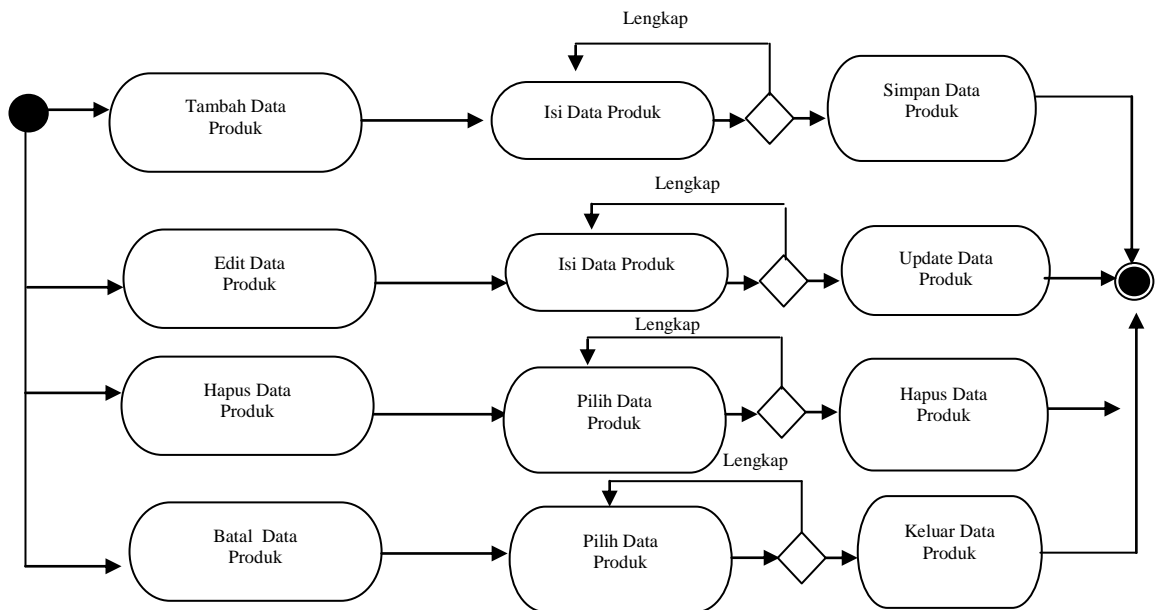 Lengkap
Tambah Data
Produk
Isi Data Produk
Simpan Data
Produk
Lengkap
Edit Data
Produk
Isi Data Produk
Update Data
Produk
Lengkap
Hapus Data
Produk
Pilih Data
Produk
Hapus Data
Produk
Lengkap
Batal  Data
Produk
Pilih Data
Produk
Keluar Data
Produk